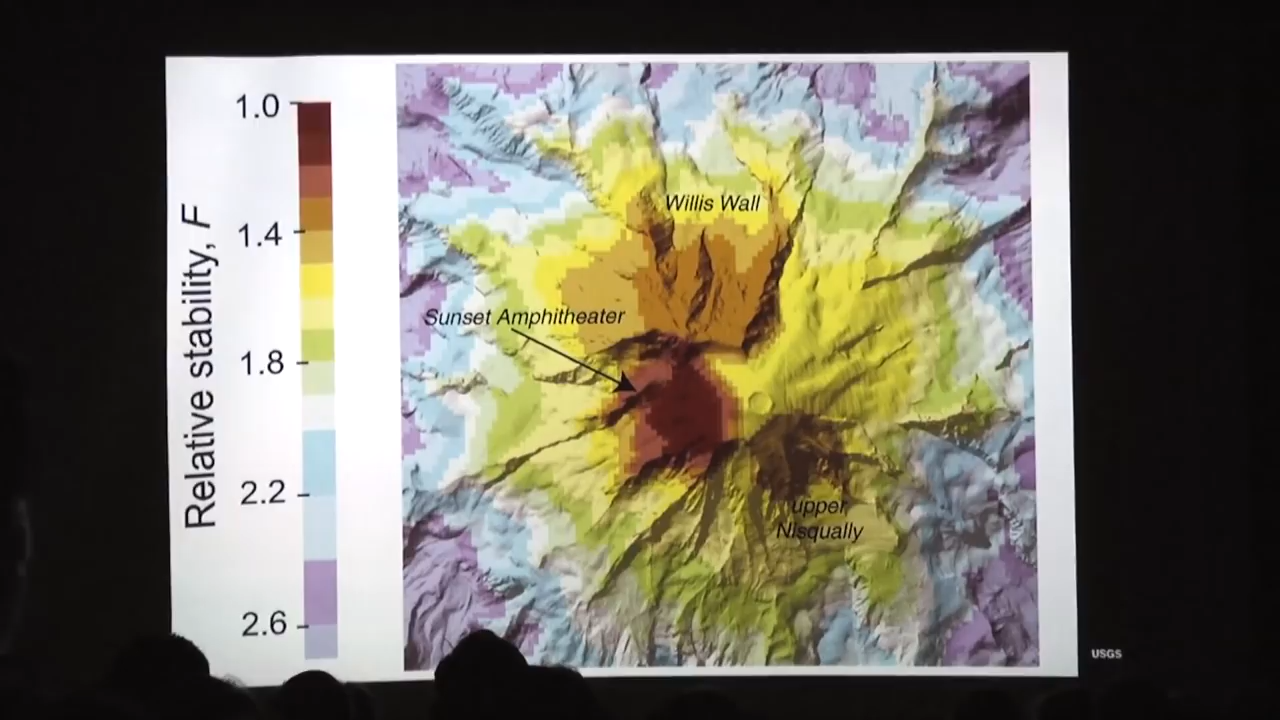 1.0
1.4
1.8
2.2
2.6
Relative stability, F
Willis Wall
Sunset Amphitheater
upper
Nisqually
USGS